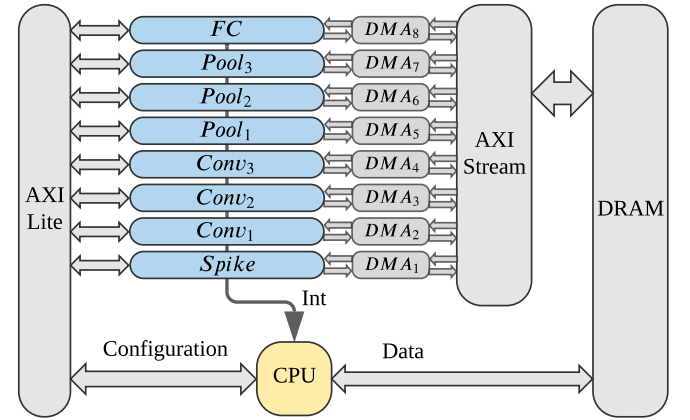 FC
DMA8
Pool3
DMA7
Pool2
DMA6
Pool1
DMA5
AXI
Stream
Conv3
DMA4
AXI
Lite
Conv2
DMA3
DRAM
Conv1
DMA2
Spike
DMA1
Int
Configuration
CPU
Data